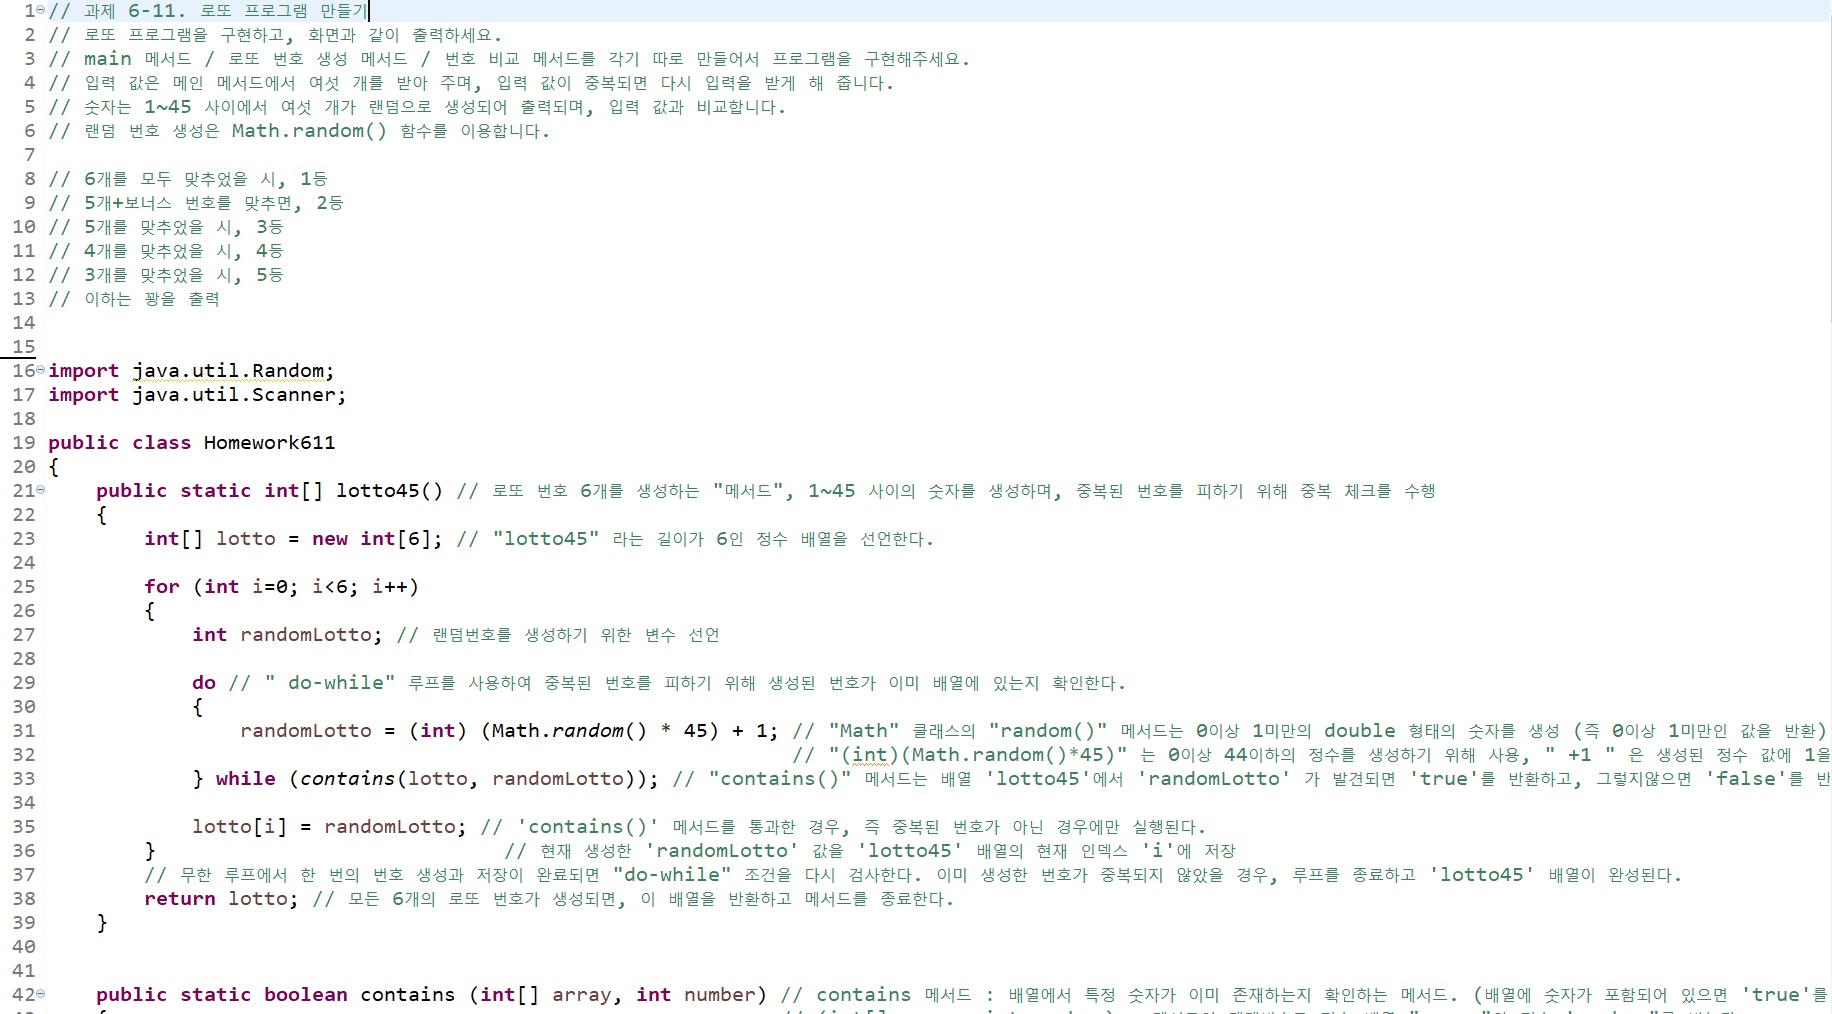 1 // 과제 6-11. 로또 프로그램 만들기
2 // 로또 프로그램을 구현하고, 화면과 같이 출력하세요.
3 // main 메서드 / 로또 번호 생성 메서드 / 번호 비교 메서드를 각기 따로 만들어서 프로그램을 구현해주세요.
4 // 입력 값은 메인 메서드에서 여섯 개를 받아 주며, 입력 값이 중복되면 다시 입력을 받게 해 줍니다.
5 // 숫자는 1~45 사이에서 여섯 개가 랜덤으로 생성되어 출력되며, 입력 값과 비교합니다.
6 // 랜덤 번호 생성은 Math.random() 함수를 이용합니다.
7
8 // 6개를 모두 맞추었을 시, 1등
9 // 5개+보너스 번호를 맞추면, 2등
10 // 5개를 맞추었을 시, 3등
11 // 4개를 맞추었을 시, 4등
12 // 3개를 맞추었을 시, 5등
13 // 이하는 꽝을 출력
14
15
16 import java.util.Random;
17 import java.util.Scanner;
18
19 public class Homework611
20 {
21 public static int[] lotto45() // 로또 번호 6개를 생성하는 "메서드", 1~45 사이의 숫자를 생성하며, 중복된 번호를 피하기 위해 중복 체크를 수행
22 {
23 int[] lotto = new int[6]; // "lotto45" 라는 길이가 6인 정수 배열을 선언한다.
24
25 for (int i=0; i<6; i++)
26 {
27 int randomLotto; // 랜덤번호를 생성하기 위한 변수 선언
28
29 do // " do-while" 루프를 사용하여 중복된 번호를 피하기 위해 생성된 번호가 이미 배열에 있는지 확인한다.
30 {
31 randomLotto = (int) (Math.random() * 45) + 1; // "Math" 클래스의 "random()" 메서드는 0이상 1미만의 double 형태의 숫자를 생성 (즉 0이상 1미만인 값을 반환)
32 // "(int)(Math.random()*45)" 는 0이상 44이하의 정수를 생성하기 위해 사용, " +1 " 은 생성된 정수 값에 1을
33 } while (contains(lotto, randomLotto)); // "contains()" 메서드는 배열 'lotto45'에서 'randomLotto' 가 발견되면 'true'를 반환하고, 그렇지않으면 'false'를 반
34
35 lotto[i] = randomLotto; // 'contains()' 메서드를 통과한 경우, 즉 중복된 번호가 아닌 경우에만 실행된다.
36 } // 현재 생성한 'randomLotto' 값을 'lotto45' 배열의 현재 인덱스 'i'에 저장
37 // 무한 루프에서 한 번의 번호 생성과 저장이 완료되면 "do-while" 조건을 다시 검사한다. 이미 생성한 번호가 중복되지 않았을 경우, 루프를 종료하고 'lotto45' 배열이 완성된다.
38 return lotto; // 모든 6개의 로또 번호가 생성되면, 이 배열을 반환하고 메서드를 종료한다.
39 }
40
41
42 public static boolean contains (int[] array, int number) // contains 메서드 : 배열에서 특정 숫자가 이미 존재하는지 확인하는 메서드. (배열에 숫자가 포함되어 있으면 'true'를